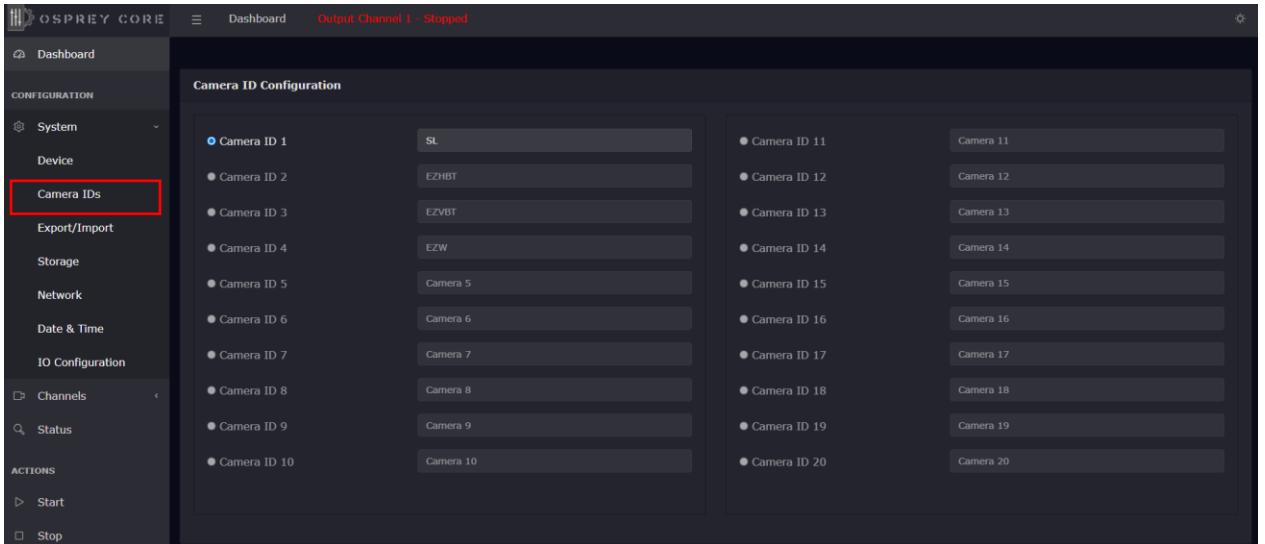 OSPREY CORE
Dashboard
Output Channel 1 - Stopped
Dashboard
CONFIGURATION
System
Device
Camera IDs
Export/Import
Storage
Network
Date & Time
IO Configuration
Channels
Status
ACTIONS
Start
Stop
Camera ID Configuration
Camera ID 1 SL
Camera ID 2 EZHBT
Camera ID 3 EZVBT
Camera ID 4 EZW
Camera ID 5 Camera 5
Camera ID 6 Camera 6
Camera ID 7 Camera 7
Camera ID 8 Camera 8
Camera ID 9 Camera 9
Camera ID 10 Camera 10
Camera ID 11 Camera 11
Camera ID 12 Camera 12
Camera ID 13 Camera 13
Camera ID 14 Camera 14
Camera ID 15 Camera 15
Camera ID 16 Camera 16
Camera ID 17 Camera 17
Camera ID 18 Camera 18
Camera ID 19 Camera 19
Camera ID 20 Camera 20